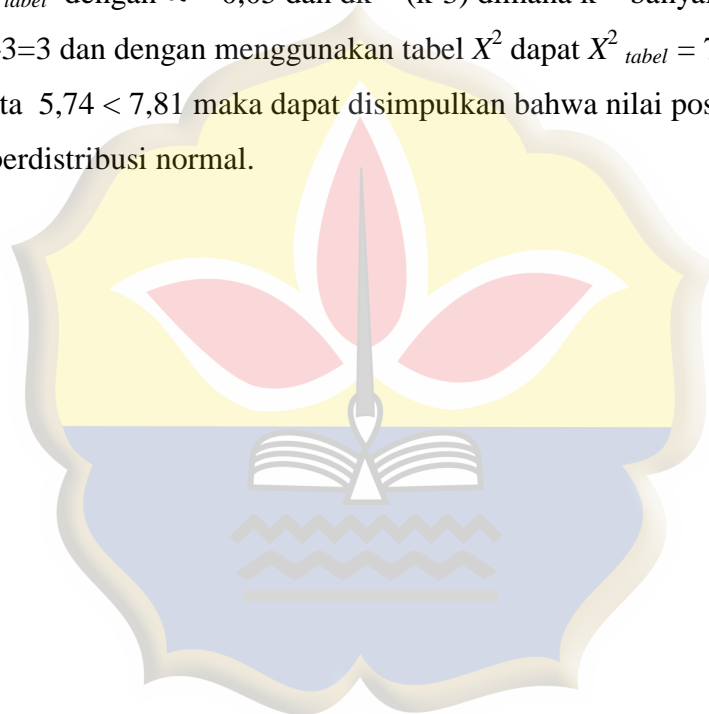 tabel dengan ∝ = 0,05 dan dk = (k-3) dimana k = banyak
-3=3 dan dengan menggunakan tabel X² dapat X² tabel = 7
ta 5,74 < 7,81 maka dapat disimpulkan bahwa nilai pos
berdistribusi normal.